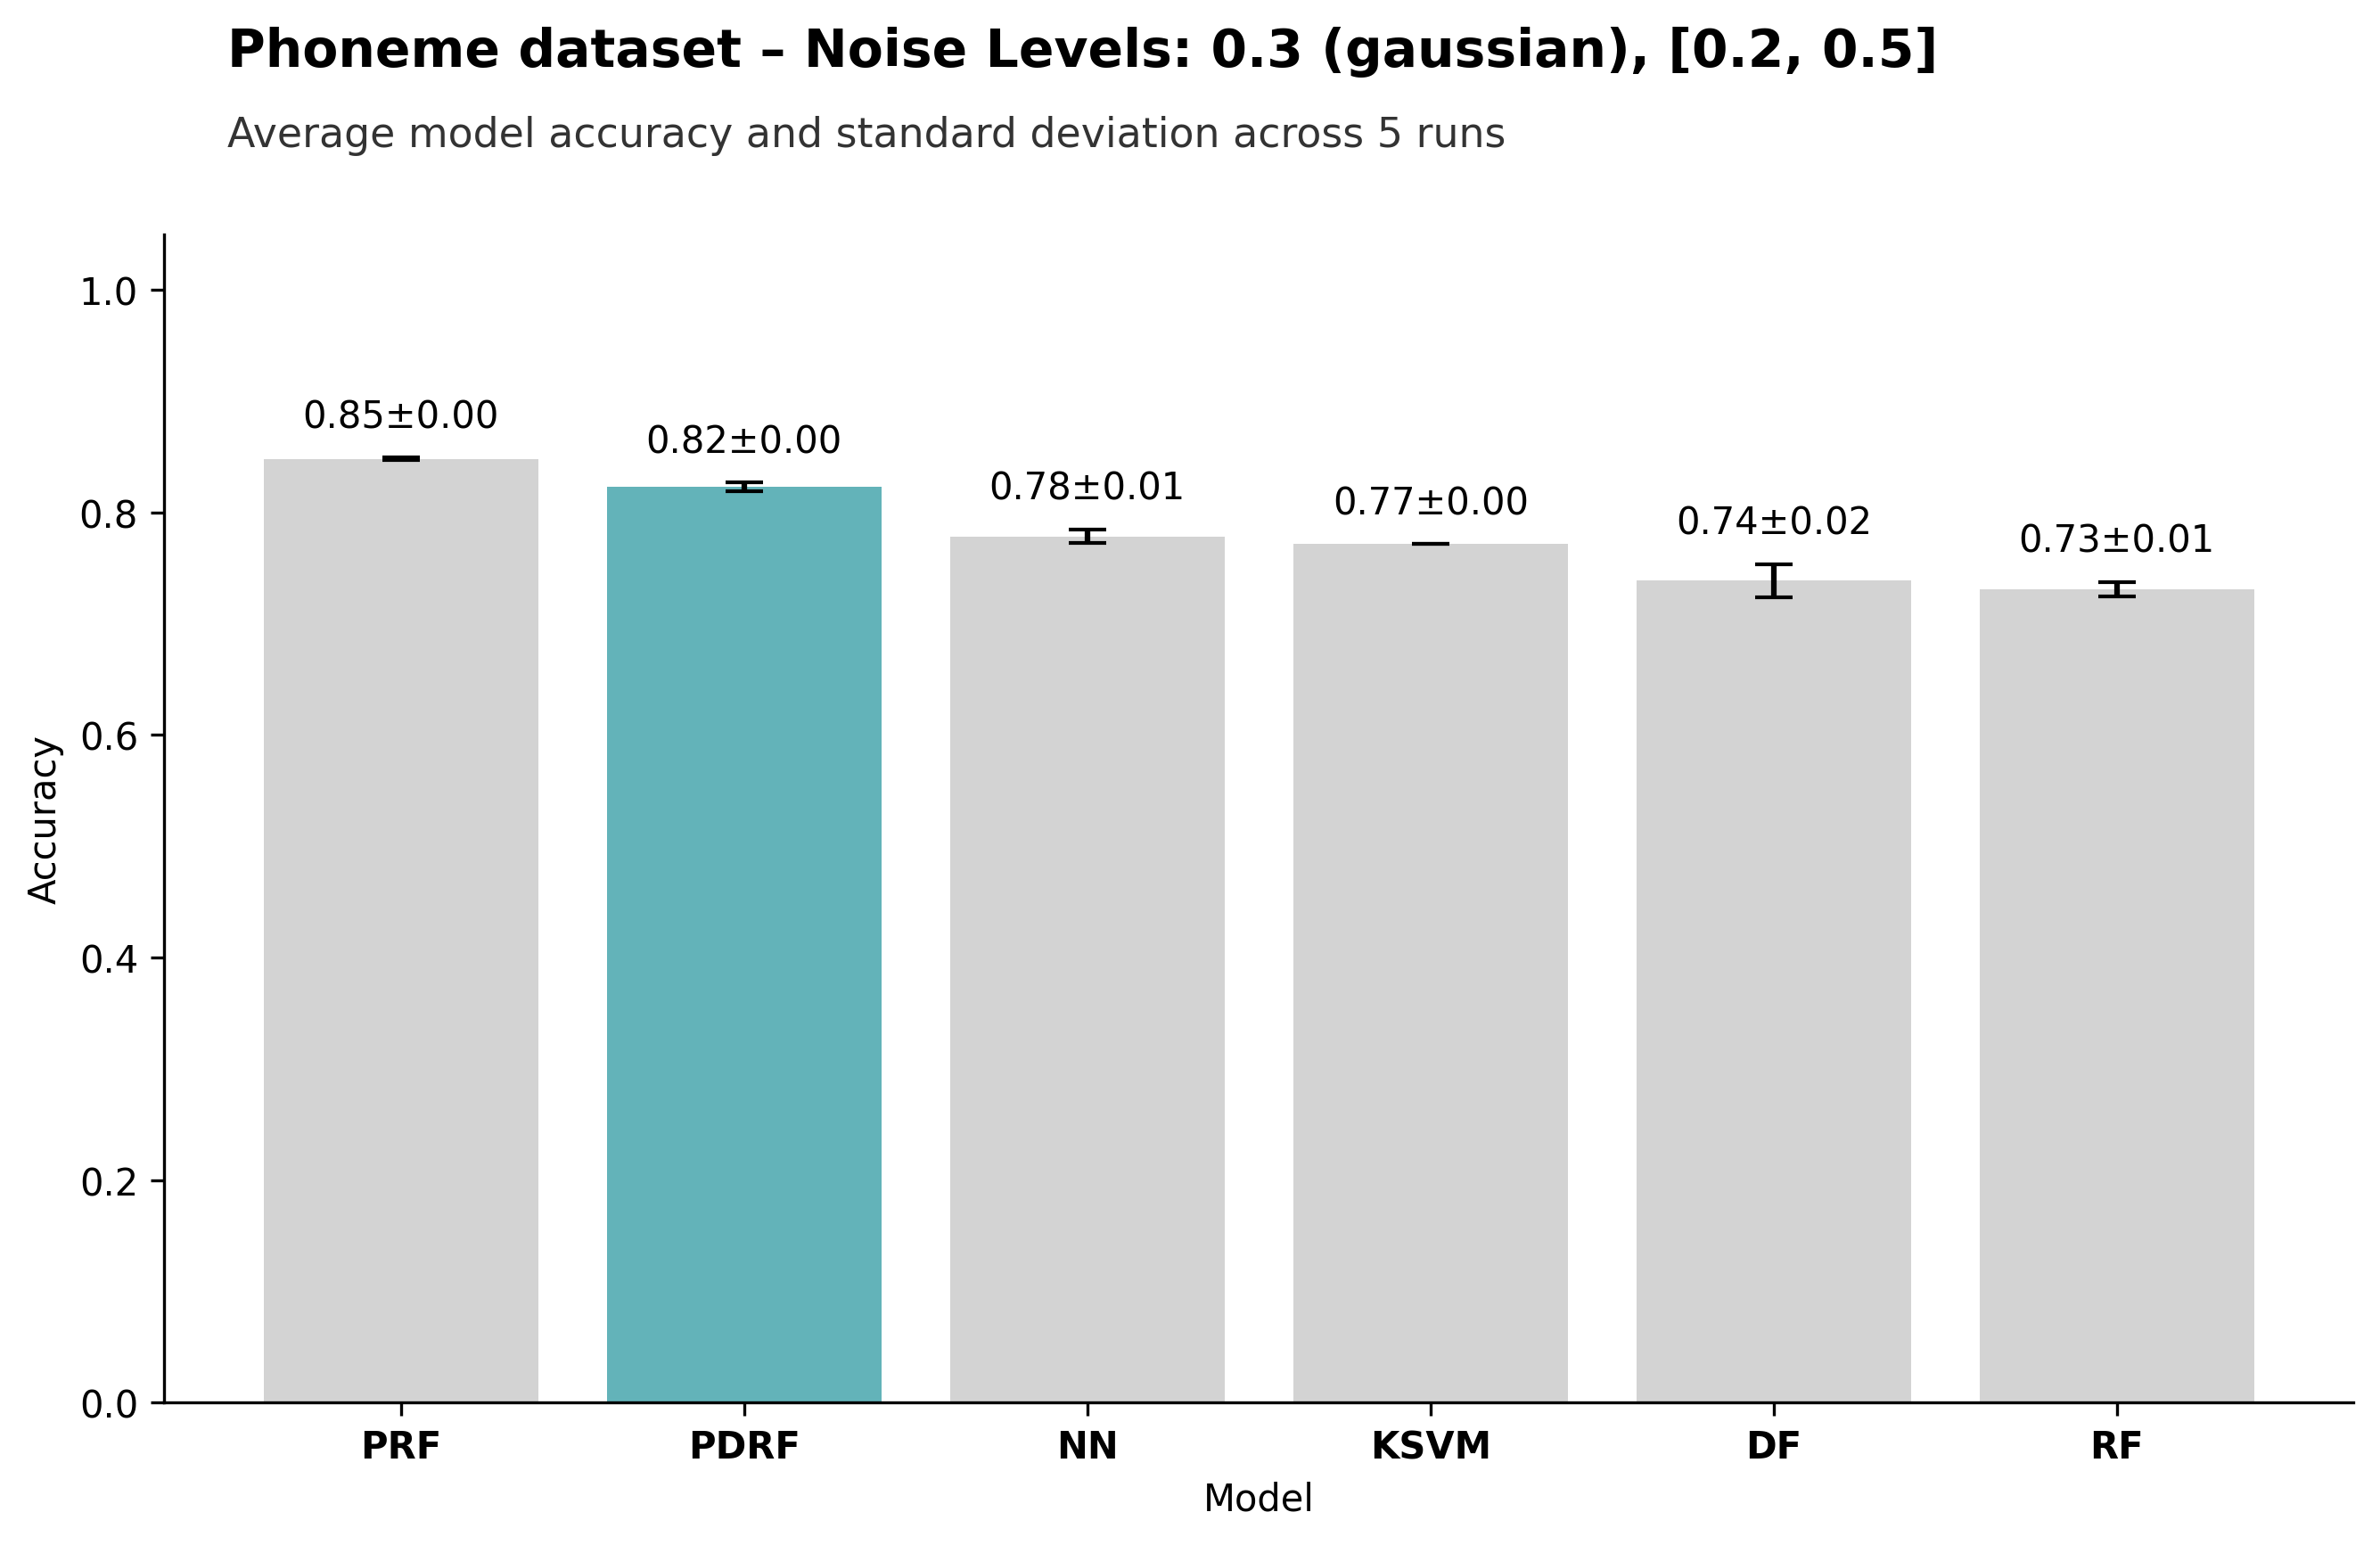 Phoneme dataset – Noise Levels: 0.3 (gaussian), [0.2, 0.5]
Average model accuracy and standard deviation across 5 runs
1.0
0.8
0.6
0.4
0.2
0.0
Accuracy
0.85±0.00
0.82±0.00
0.78±0.01
0.77±0.00
0.74±0.02
0.73±0.01
PRF PDRF NN KSVM DF RF
Model